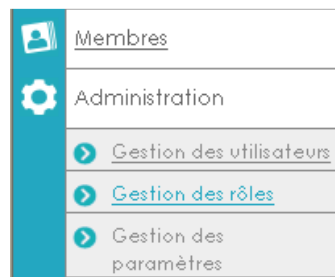 Membres
Administration
Gestion des utilisateurs
Gestion des rôles
Gestion des
paramètres